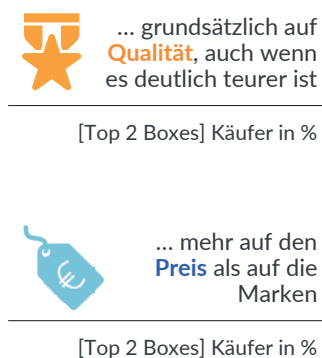 ... grundsätzlich auf
Qualität, auch wenn
es deutlich teurer ist
[Top 2 Boxes] Käufer in %
... mehr auf den
Preis als auf die
Marken
€
[Top 2 Boxes] Käufer in %